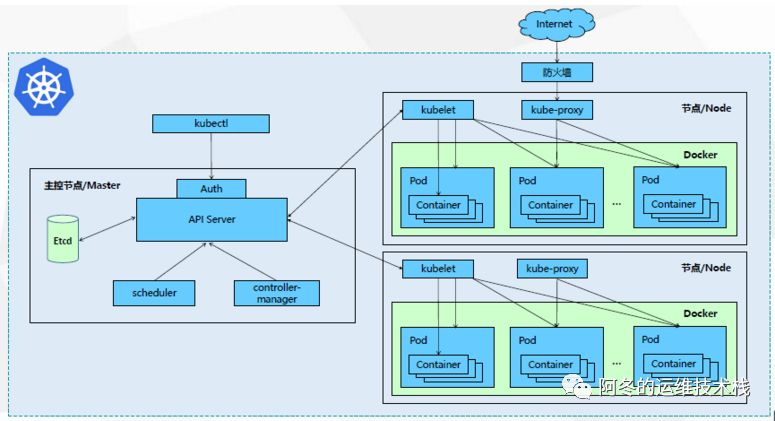 Internet
防火墙
kubectl
主控节点/Master
Auth
API Server
Etcd
scheduler
controller-
manager
kubelet
kube-proxy
节点/Node
Docker
Pod
Container
Pod
Container
...
Pod
Container
kubelet
kube-proxy
节点/Node
Docker
Pod
Container
Pod
Container
...
Pod
Container
阿冬的运维技术栈